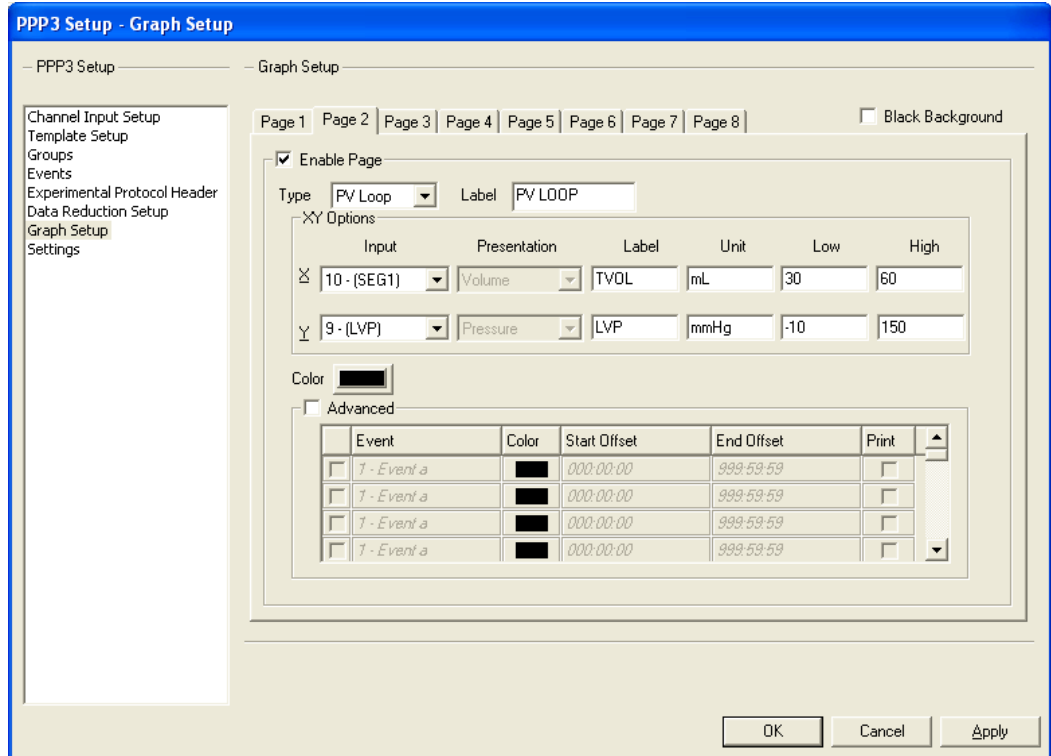 PPP3 Setup - Graph Setup
PPP3 Setup
Graph Setup
Channel Input Setup
Template Setup
Groups
Events
Experimental Protocol Header
Data Reduction Setup
Graph Setup
Settings
Page 1 Page 2 Page 3 Page 4 Page 5 Page 6 Page 7 Page 8
Black Background
Enable Page
Type PV Loop Label PV LOOP
XY Options
Input Presentation Label Unit Low High
X 10 - (SEG1) Volume TVOL mL 30 60
Y 9 - (LVP) Pressure LVP mmHg -10 150
Color
Advanced
Event Color Start Offset End Offset Print
1 - Event a 000:00:00 999:59:59
1 - Event a 000:00:00 999:59:59
1 - Event a 000:00:00 999:59:59
1 - Event a 000:00:00 999:59:59
OK Cancel Apply